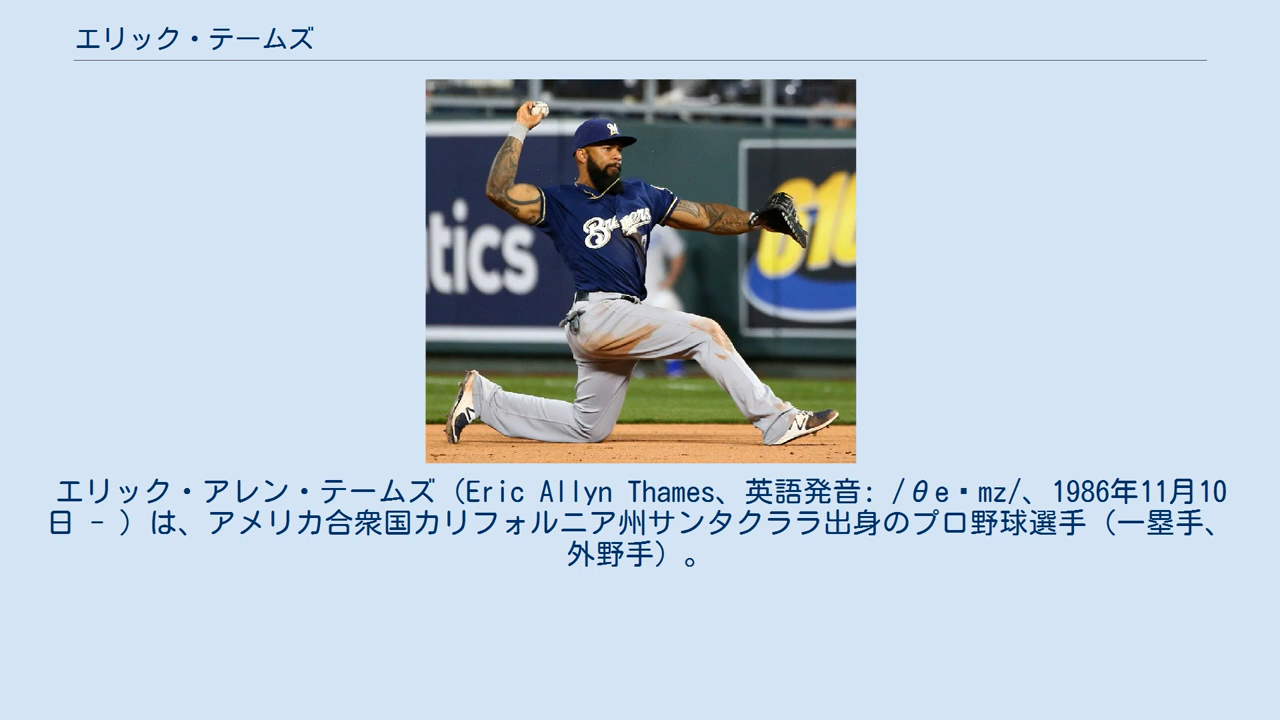 エリック・テームズ
tics
Brewers
610
エリック・アレン・テームズ（Eric Allyn Thames、英語発音: /θe▪mz/、1986年11月10
日 - ）は、アメリカ合衆国カリフォルニア州サンタクララ出身のプロ野球選手（一塁手、
外野手）。